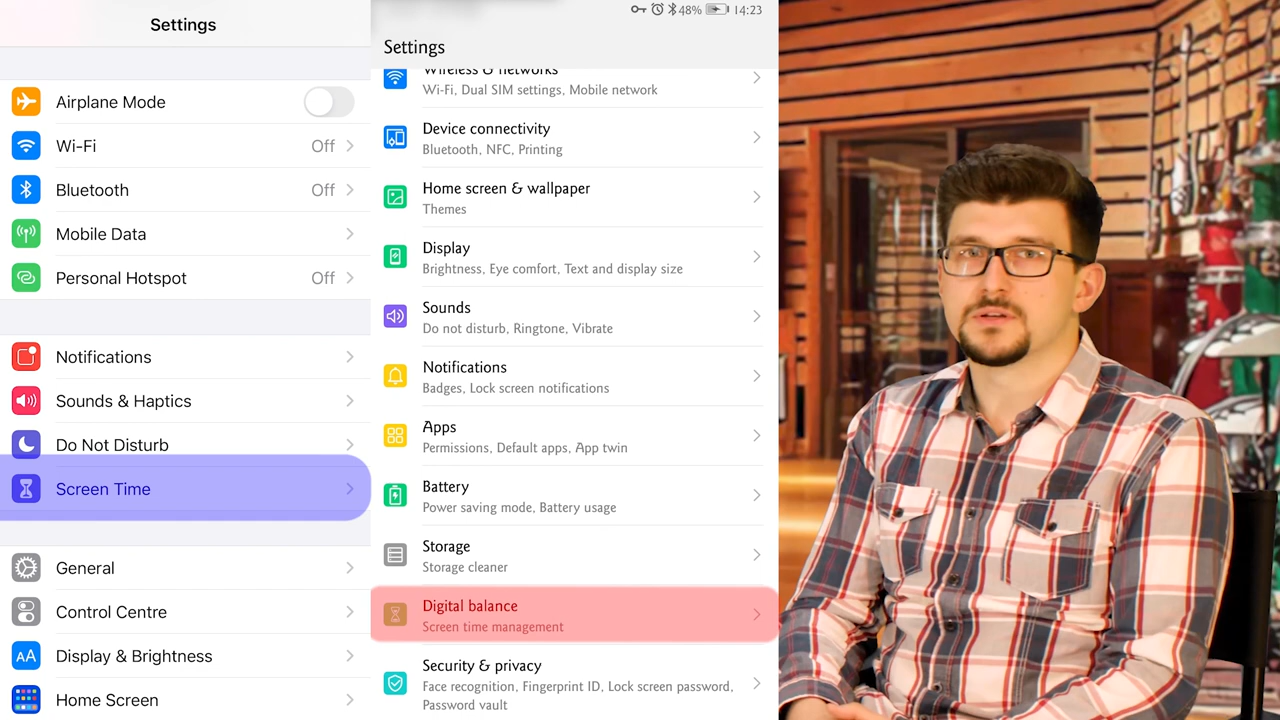 Settings
Airplane Mode
Wi-Fi Off
Bluetooth Off
Mobile Data
Personal Hotspot Off
Notifications
Sounds & Haptics
Do Not Disturb
Screen Time
General
Control Centre
AA Display & Brightness
Home Screen
48% 14:23
Settings
Wireless & networks
Wi-Fi, Dual SIM settings, Mobile network
Device connectivity
Bluetooth, NFC, Printing
Home screen & wallpaper
Themes
Display
Brightness, Eye comfort, Text and display size
Sounds
Do not disturb, Ringtone, Vibrate
Notifications
Badges, Lock screen notifications
Apps
Permissions, Default apps, App twin
Battery
Power saving mode, Battery usage
Storage
Storage cleaner
Digital balance
Screen time management
Security & privacy
Face recognition, Fingerprint ID, Lock screen password,
Password vault